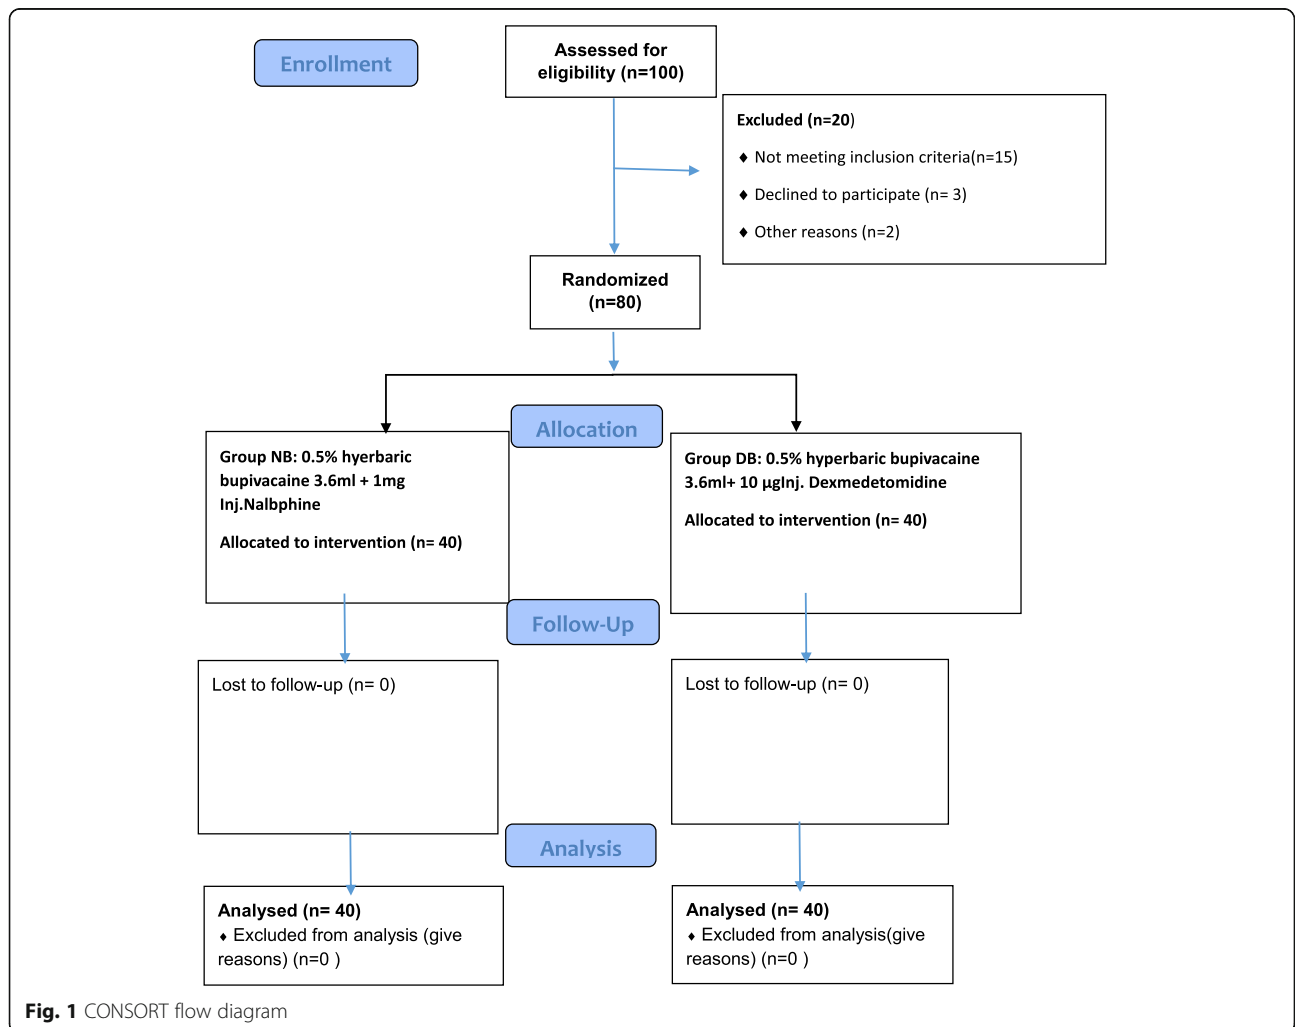 Enrollment
Assessed for
eligibility (n=100)
Excluded (n=20)
♦ Not meeting inclusion criteria(n=15)
♦ Declined to participate (n= 3)
♦ Other reasons (n=2)
Randomized
(n=80)
Allocation
Group NB: 0.5% hyerbaric
bupivacaine 3.6ml + 1mg
Inj.Nalbphine
Allocated to intervention (n= 40)
Group DB: 0.5% hyperbaric bupivacaine
3.6ml+ 10 µgInj. Dexmedetomidine
Allocated to intervention (n= 40)
Follow-Up
Lost to follow-up (n= 0)
Lost to follow-up (n= 0)
Analysis
Analysed (n= 40)
♦ Excluded from analysis (give
reasons) (n=0 )
Analysed (n= 40)
♦ Excluded from analysis(give
reasons) (n=0 )
Fig. 1 CONSORT flow diagram